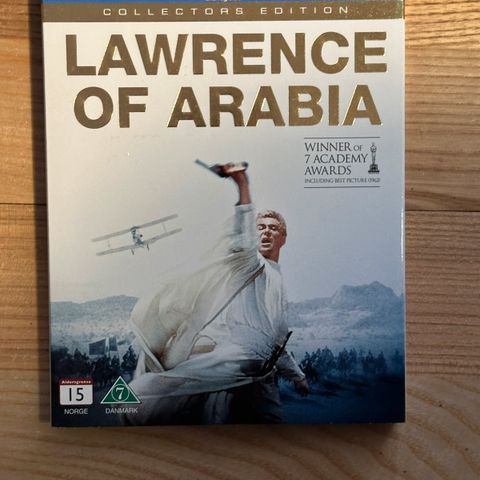 COLLECTORS EDITION
LAWRENCE
OF ARABIA
WINNER OF
7 ACADEMY
AWARDS
INCLUDING BEST PICTURE (1962)
Aldersgrense
15
NORGE
7
DANMARK